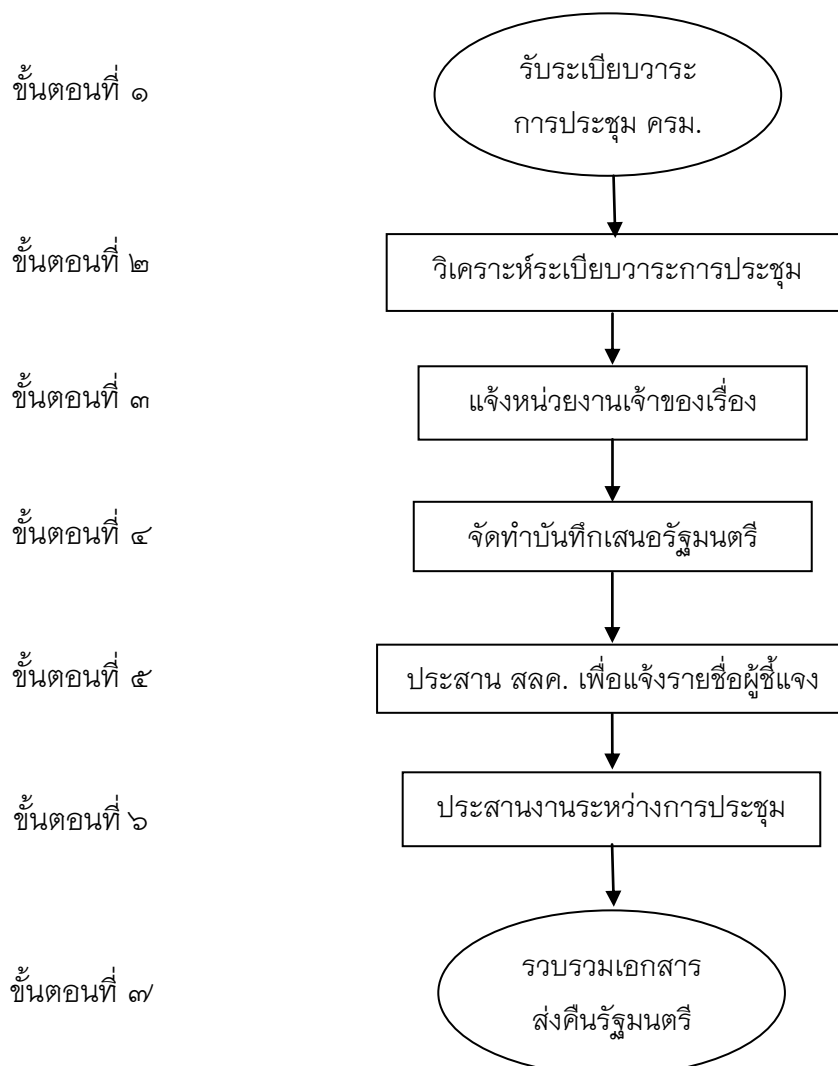 ขั้นตอนที่ ๑
รับระเบียบวาระ
การประชุม ครม.
ขั้นตอนที่ ๒
วิเคราะห์ระเบียบวาระการประชุม
ขั้นตอนที่ ๓
แจ้งหน่วยงานเจ้าของเรื่อง
ขั้นตอนที่ ๔
จัดทำบันทึกเสนอรัฐมนตรี
ขั้นตอนที่ ๕
ประสาน สลค. เพื่อแจ้งรายชื่อผู้ชี้แจง
ขั้นตอนที่ ๖
ประสานงานระหว่างการประชุม
ขั้นตอนที่ ๗
รวบรวมเอกสาร
ส่งคืนรัฐมนตรี